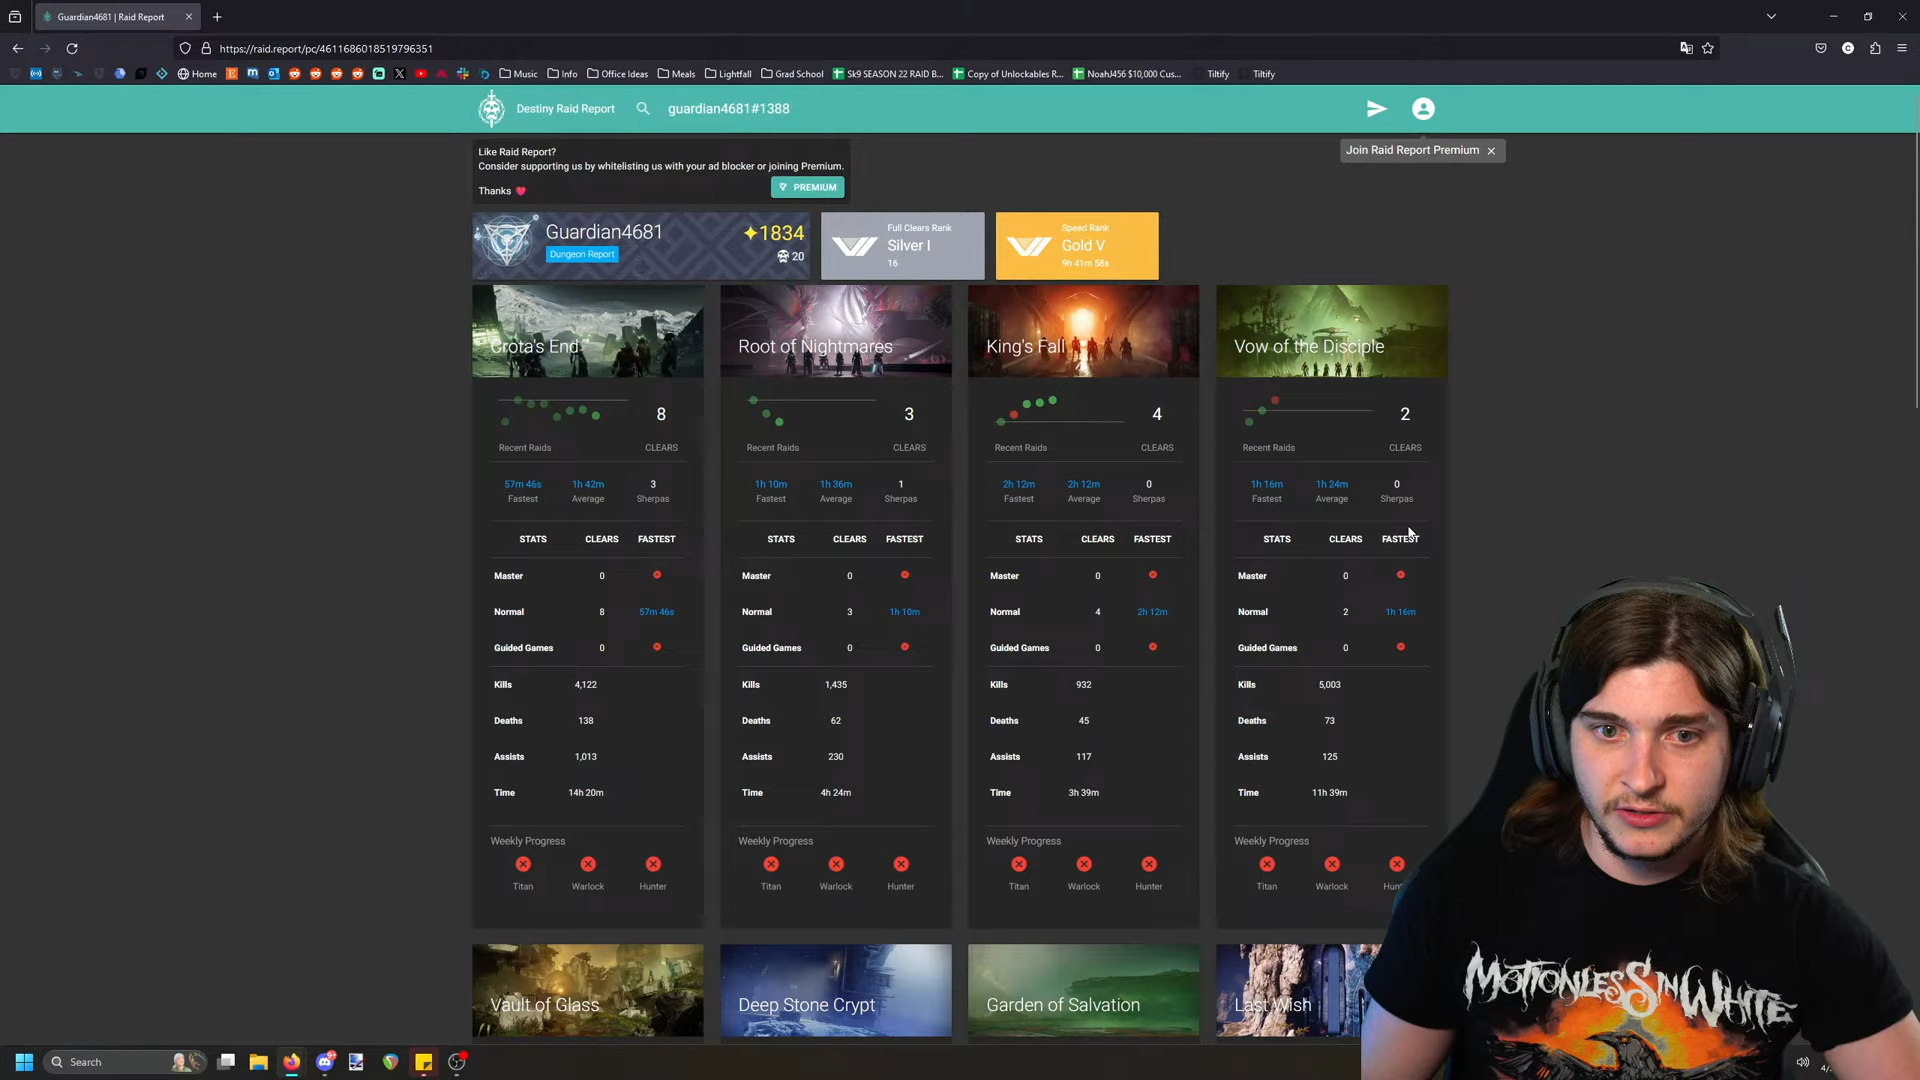 Guardian4681 | Raid Report
https://raid.report/pc/4611686018519796351
Home
Music
Info
Office Ideas
Meals
Lightfall
Grad School
Sk9 SEASON 22 RAID B...
Copy of Unlockables R...
NoahJ456 $10,000 Cus...
Tiltify
Tiltify
Destiny Raid Report
guardian4681#1388
Join Raid Report Premium
Like Raid Report?
Consider supporting us by whitelisting us with your ad blocker or joining Premium.
Thanks
PREMIUM
Guardian4681
1834
Dungeon Report
20
Full Clears Rank
Silver I
16
Speed Rank
Gold V
9h 41m 58s
Crota's End
Root of Nightmares
King's Fall
Vow of the Disciple
8
3
4
2
Recent Raids CLEARS
Recent Raids CLEARS
Recent Raids CLEARS
Recent Raids CLEARS
57m 46s 1h 42m 3
1h 10m 1h 36m 1
2h 12m 2h 12m 0
1h 16m 1h 24m 0
Fastest Average Sherpas
Fastest Average Sherpas
Fastest Average Sherpas
Fastest Average Sherpas
STATS CLEARS FASTEST
STATS CLEARS FASTEST
STATS CLEARS FASTEST
STATS CLEARS FASTEST
Master 0
Master 0
Master 0
Master 0
Normal 8 57m 46s
Normal 3 1h 10m
Normal 4 2h 12m
Normal 2 1h 16m
Guided Games 0
Guided Games 0
Guided Games 0
Guided Games 0
Kills 4,122
Kills 1,435
Kills 932
Kills 5,003
Deaths 138
Deaths 62
Deaths 45
Deaths 73
Assists 1,013
Assists 230
Assists 117
Assists 125
Time 14h 20m
Time 4h 24m
Time 3h 39m
Time 11h 39m
Weekly Progress
Weekly Progress
Weekly Progress
Weekly Progress
Titan Warlock Hunter
Titan Warlock Hunter
Titan Warlock Hunter
Titan Warlock
Vault of Glass
Deep Stone Crypt
Garden of Salvation
Last Wish
MOTIONLESS IN WHITE
Search